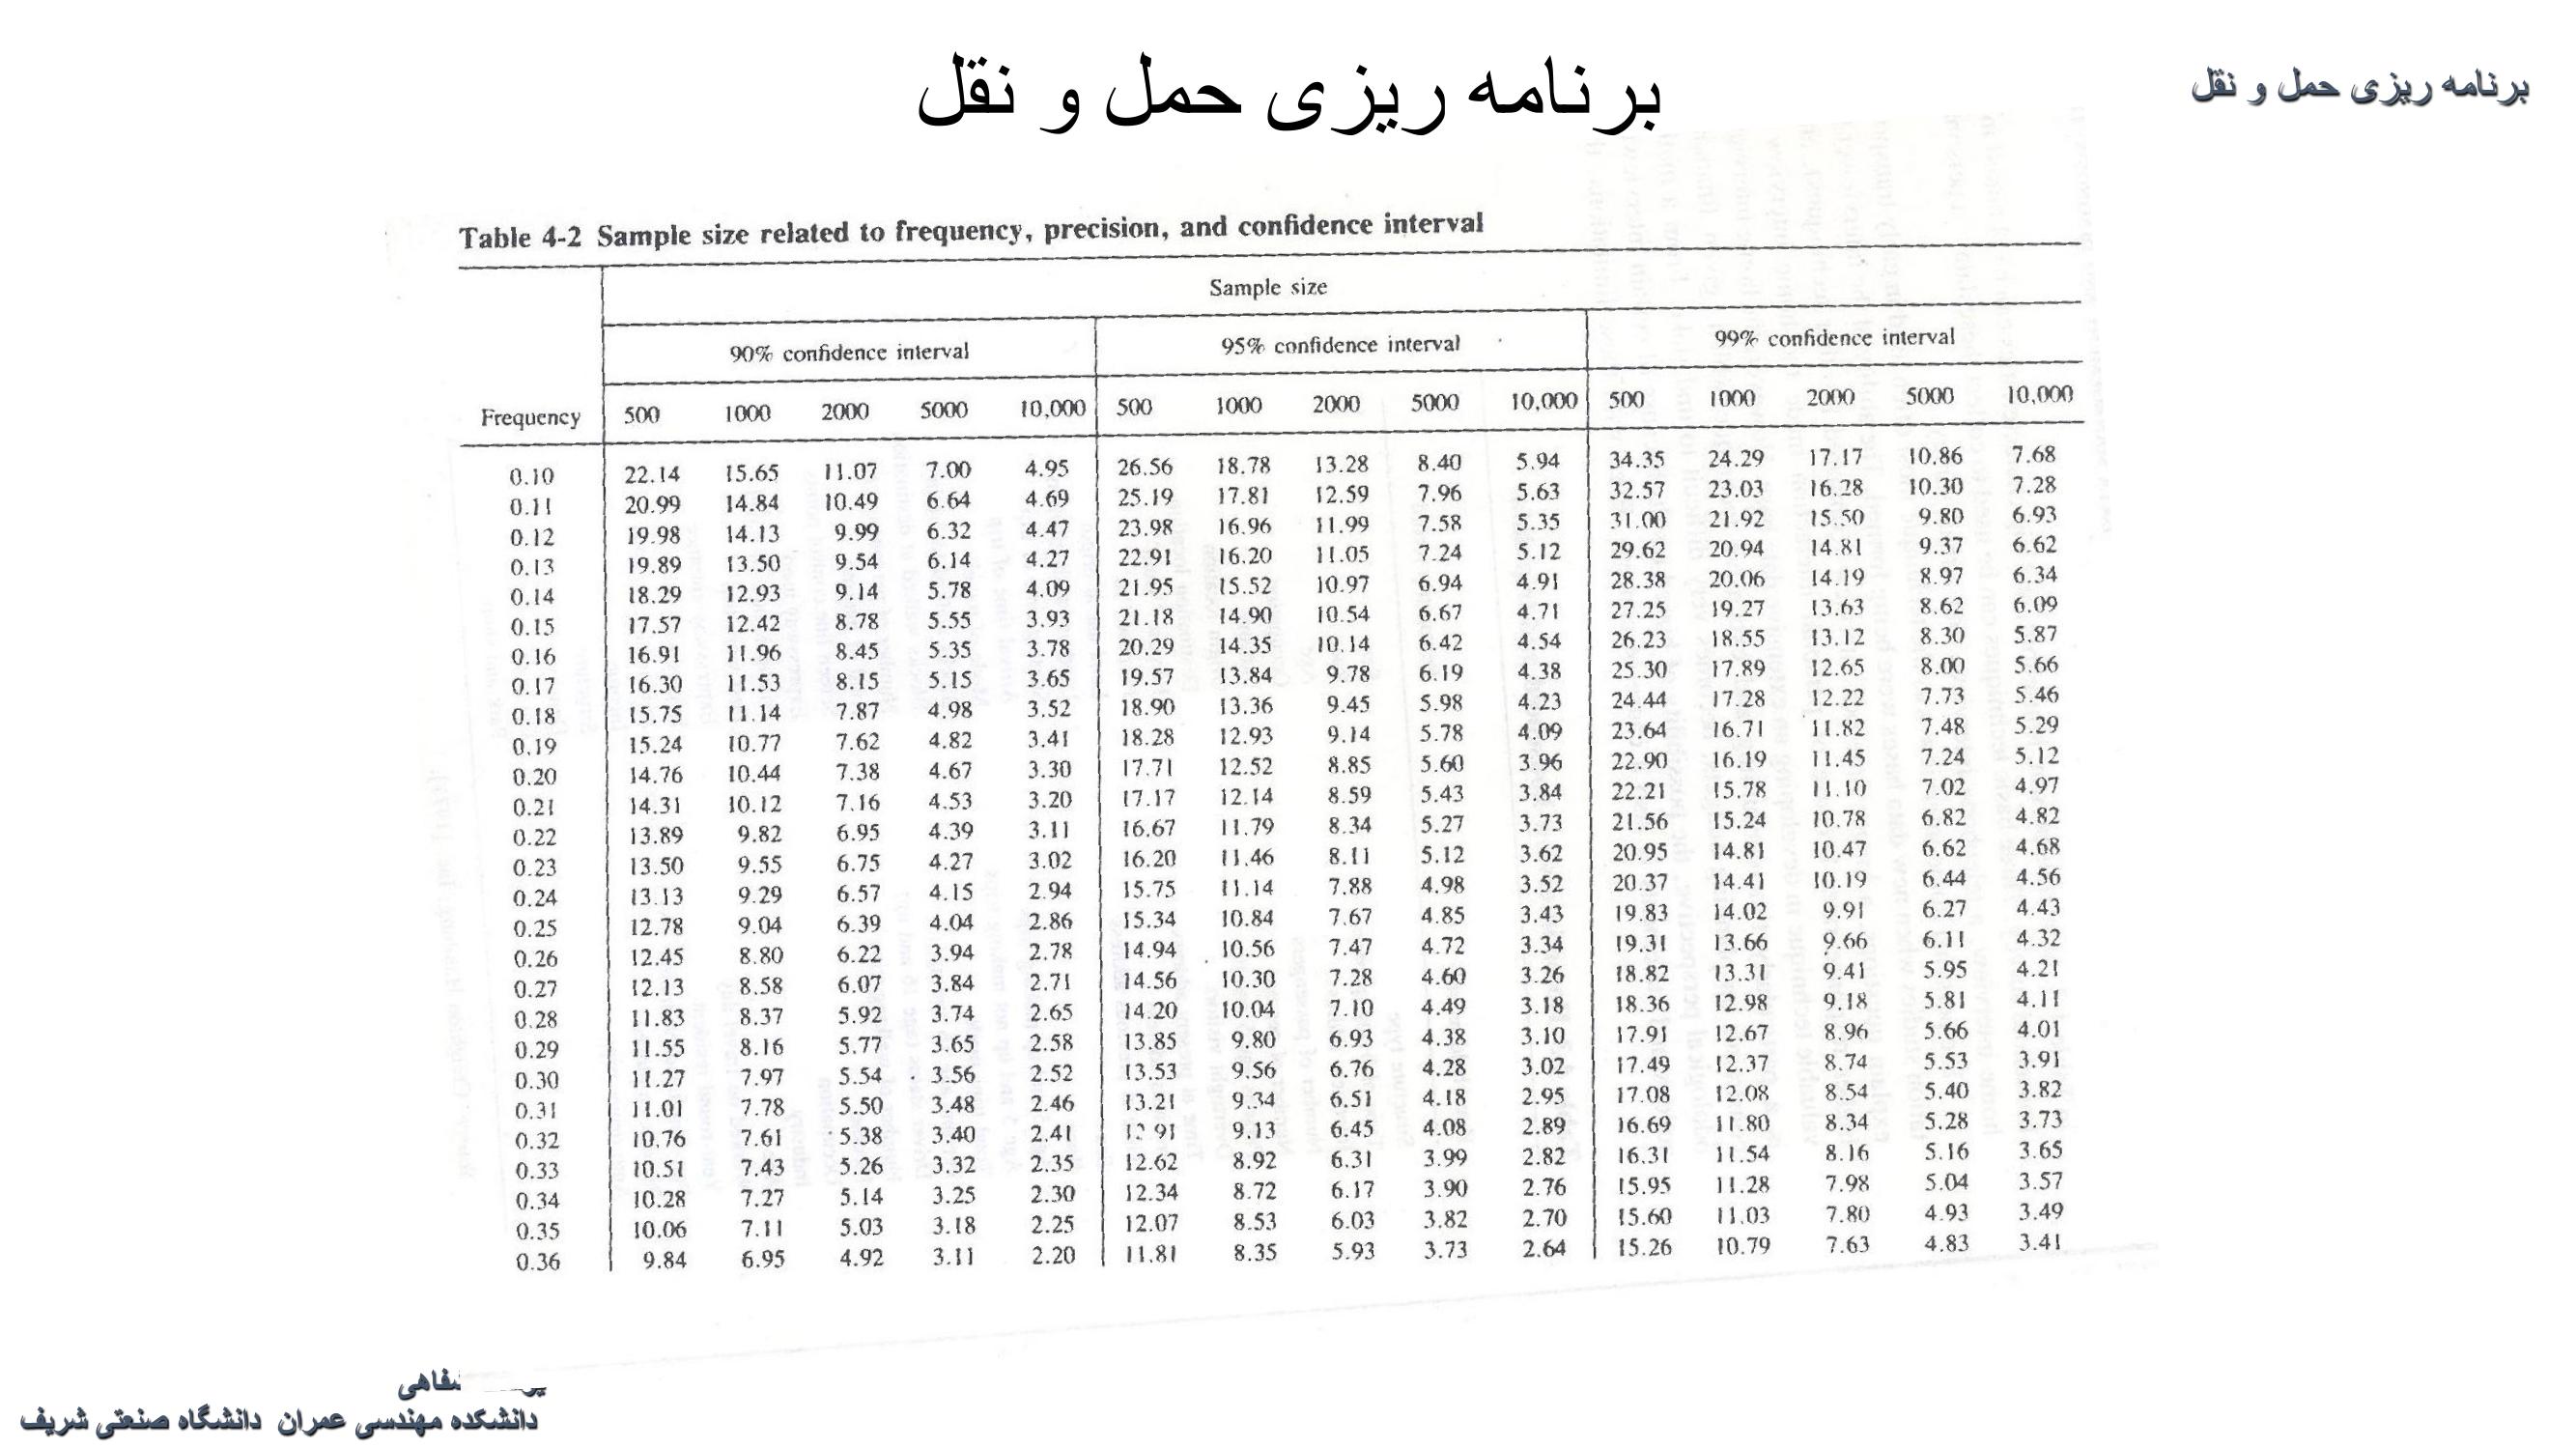 برنامه ریزی حمل و نقل
برنامه ریزی حمل و نقل
Table 4-2 Sample size related to frequency, precision, and confidence interval
Sample size
90% confidence interval 95% confidence interval 99% confidence interval
Frequency 500 1000 2000 5000 10,000 500 1000 2000 5000 10,000 500 1000 2000 5000 10,000
0.10 22.14 15.65 11.07 7.00 4.95 26.56 18.78 13.28 8.40 5.94 34.35 24.29 17.17 10.86 7.68
0.11 20.99 14.84 10.49 6.64 4.69 25.19 17.81 12.59 7.96 5.63 32.57 23.03 16.28 10.30 7.28
0.12 19.98 14.13 9.99 6.32 4.47 23.98 16.96 11.99 7.58 5.35 31.00 21.92 15.50 9.80 6.93
0.13 19.89 13.50 9.54 6.14 4.27 22.91 16.20 11.05 7.24 5.12 29.62 20.94 14.81 9.37 6.62
0.14 18.29 12.93 9.14 5.78 4.09 21.95 15.52 10.97 6.94 4.91 28.38 20.06 14.19 8.97 6.34
0.15 17.57 12.42 8.78 5.55 3.93 21.18 14.90 10.54 6.67 4.71 27.25 19.27 13.63 8.62 6.09
0.16 16.91 11.96 8.45 5.35 3.78 20.29 14.35 10.14 6.42 4.54 26.23 18.55 13.12 8.30 5.87
0.17 16.30 11.53 8.15 5.15 3.65 19.57 13.84 9.78 6.19 4.38 25.30 17.89 12.65 8.00 5.66
0.18 15.75 11.14 7.87 4.98 3.52 18.90 13.36 9.45 5.98 4.23 24.44 17.28 12.22 7.73 5.46
0.19 15.24 10.77 7.62 4.82 3.41 18.28 12.93 9.14 5.78 4.09 23.64 16.71 11.82 7.48 5.29
0.20 14.76 10.44 7.38 4.67 3.30 17.71 12.52 8.85 5.60 3.96 22.90 16.19 11.45 7.24 5.12
0.21 14.31 10.12 7.16 4.53 3.20 17.17 12.14 8.59 5.43 3.84 22.21 15.78 11.10 7.02 4.97
0.22 13.89 9.82 6.95 4.39 3.11 16.67 11.79 8.34 5.27 3.73 21.56 15.24 10.78 6.82 4.82
0.23 13.50 9.55 6.75 4.27 3.02 16.20 11.46 8.11 5.12 3.62 20.95 14.81 10.47 6.62 4.68
0.24 13.13 9.29 6.57 4.15 2.94 15.75 11.14 7.88 4.98 3.52 20.37 14.41 10.19 6.44 4.56
0.25 12.78 9.04 6.39 4.04 2.86 15.34 10.84 7.67 4.85 3.43 19.83 14.02 9.91 6.27 4.43
0.26 12.45 8.80 6.22 3.94 2.78 14.94 10.56 7.47 4.72 3.34 19.31 13.66 9.66 6.11 4.32
0.27 12.13 8.58 6.07 3.84 2.71 14.56 10.30 7.28 4.60 3.26 18.82 13.31 9.41 5.95 4.21
0.28 11.83 8.37 5.92 3.74 2.65 14.20 10.04 7.10 4.49 3.18 18.36 12.98 9.18 5.81 4.11
0.29 11.55 8.16 5.77 3.65 2.58 13.85 9.80 6.93 4.38 3.10 17.91 12.67 8.96 5.66 4.01
0.30 11.27 7.97 5.54 3.56 2.52 13.53 9.56 6.76 4.28 3.02 17.49 12.37 8.74 5.53 3.91
0.31 11.01 7.78 5.50 3.48 2.46 13.21 9.34 6.51 4.18 2.95 17.08 12.08 8.54 5.40 3.82
0.32 10.76 7.61 5.38 3.40 2.41 91 9.13 6.45 4.08 2.89 16.69 11.80 8.34 5.28 3.73
0.33 10.51 7.43 5.26 3.32 2.35 12.62 8.92 6.31 3.99 2.82 16.31 11.54 8.16 5.16 3.65
0.34 10.28 7.27 5.14 3.25 2.30 12.34 8.72 6.17 3.90 2.76 15.95 11.28 7.98 5.04 3.57
0.35 10.06 7.11 5.03 3.18 2.25 12.07 8.53 6.03 3.82 2.70 15.60 11.03 7.80 4.93 3.49
0.36 9.84 6.95 4.92 3.11 2.20 11.81 8.35 5.93 3.73 2.64 15.26 10.79 7.63 4.83 3.41
دانشکده مهندسی عمران دانشگاه صنعتی شریف